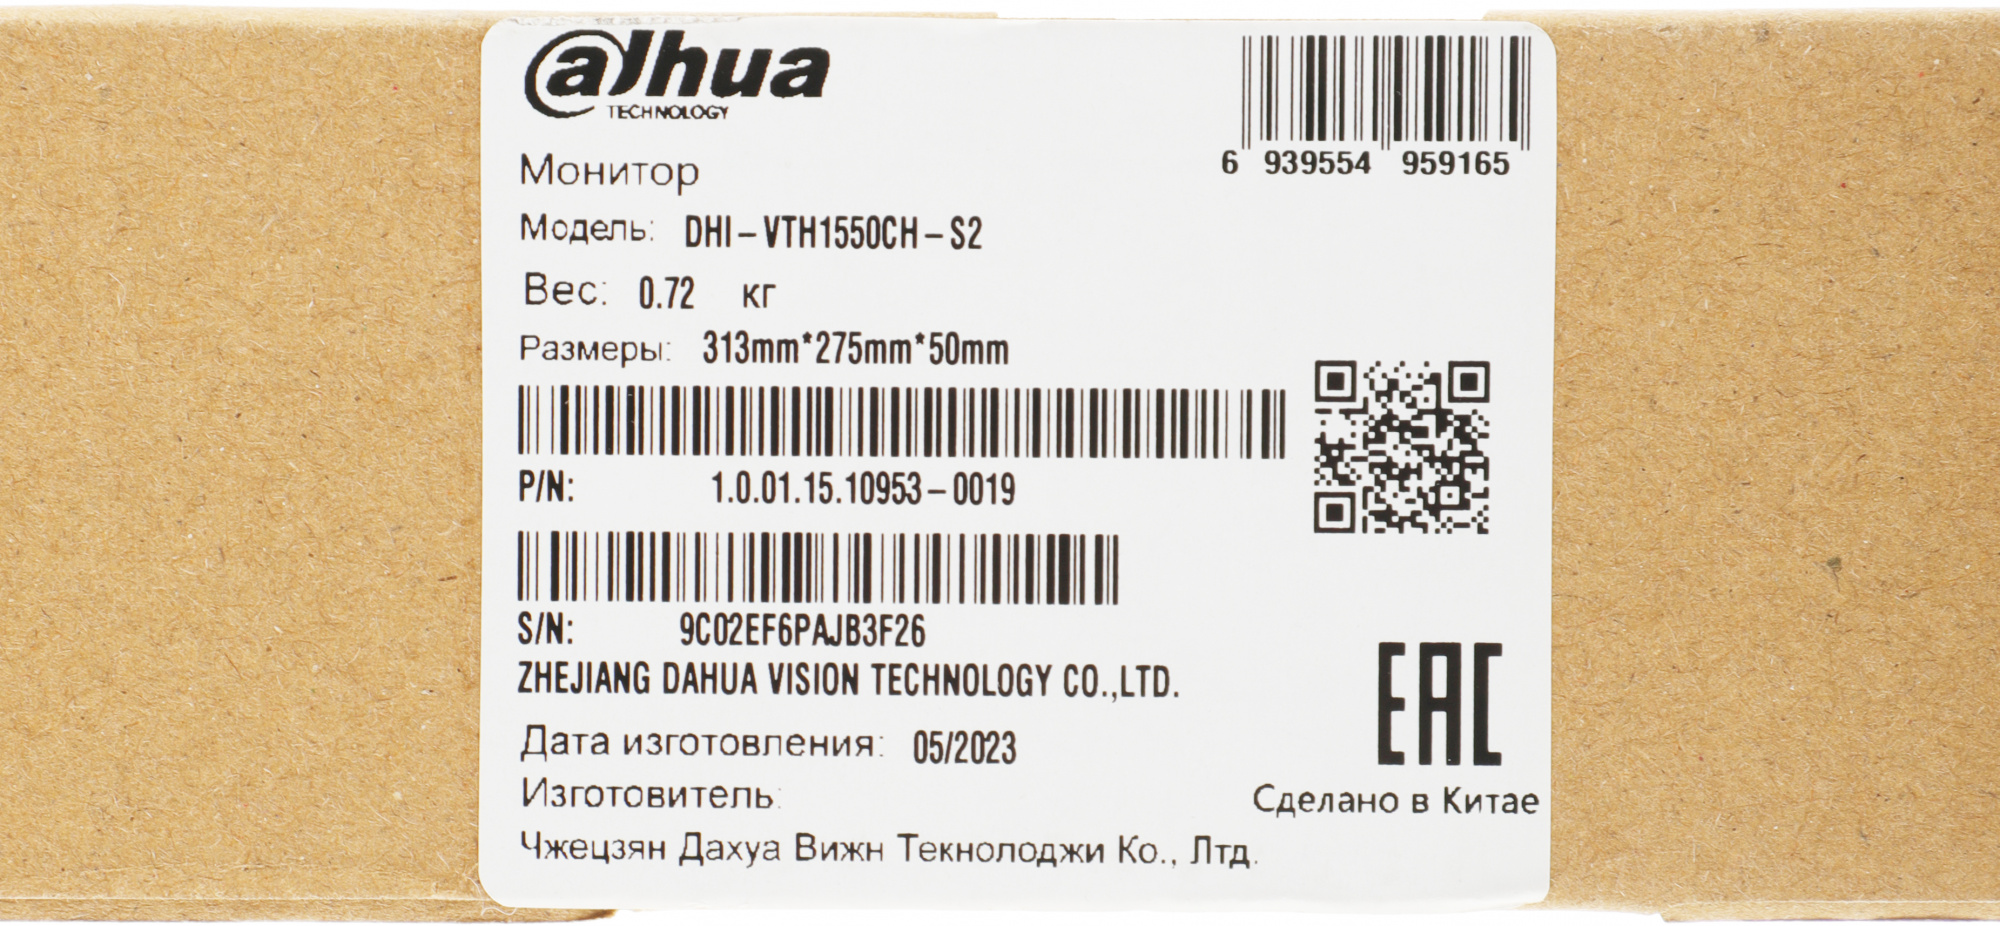 alhua
TECHNOLOGY
6 939554 959165
Монитор
Модель: DHI-VTH1550CH-S2
Вес: 0.72 кг
Размеры: 313mm*275mm*50mm
P/N: 1.0.01.15.10953-0019
S/N: 9C02EF6PAJB3F26
ZHEJIANG DAHUA VISION TECHNOLOGY CO.,LTD.
Дата изготовления: 05/2023
EAC
Изготовитель:
Сделано в Китае
Чжецзян Дахуа Вижн Текнолоджи Ко., Лтд.